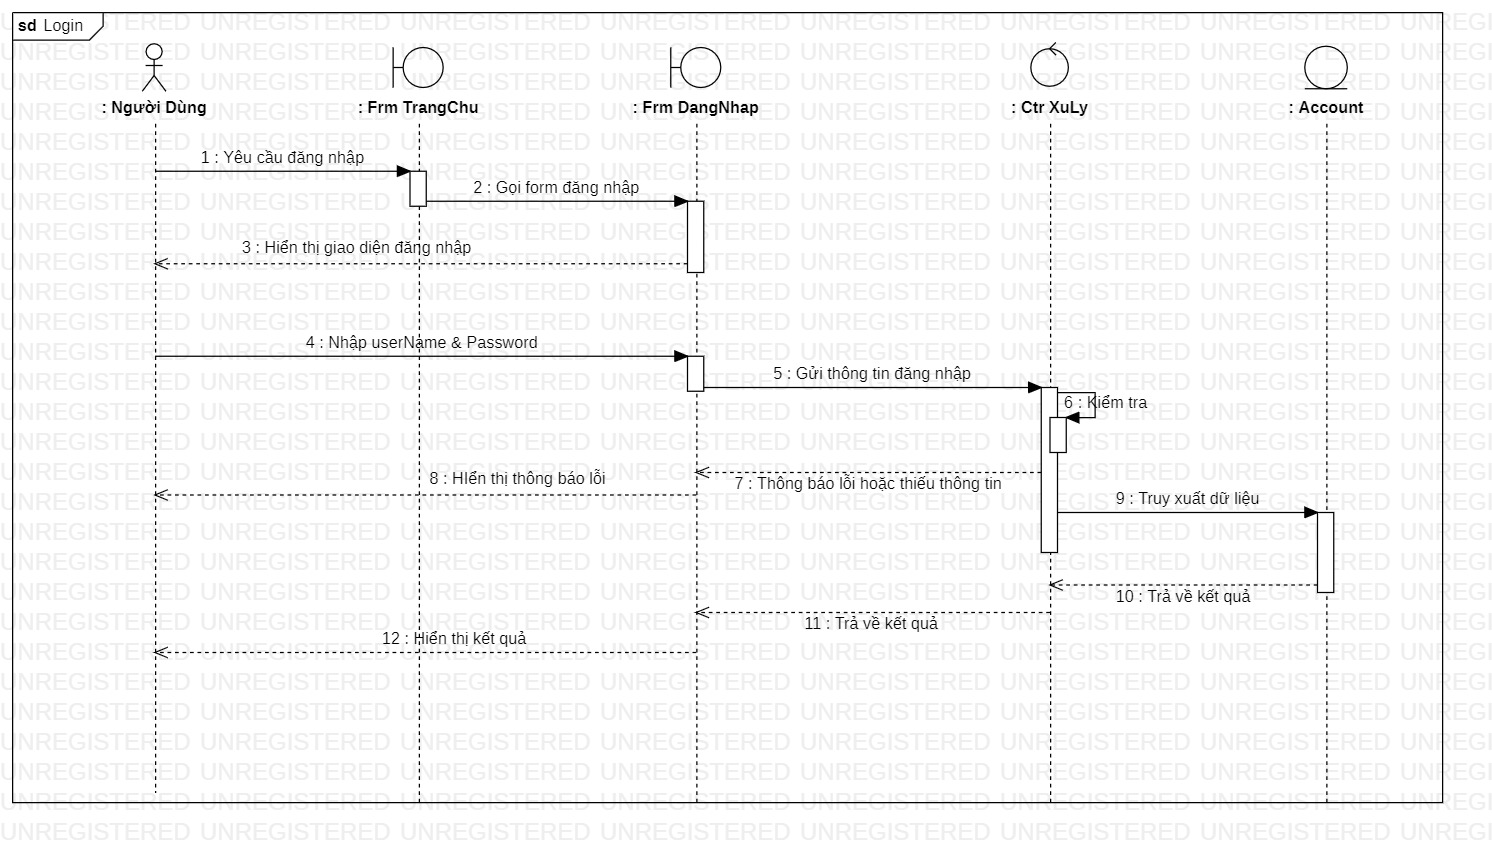 sd Login
: Người Dùng
: Frm TrangChu
: Frm DangNhap
: Ctr XuLy
: Account
1 : Yêu cầu đăng nhập
2 : Gọi form đăng nhập
3 : Hiển thị giao diện đăng nhập
4 : Nhập userName & Password
5 : Gửi thông tin đăng nhập
6 : Kiểm tra
8 : HIển thị thông báo lỗi
7 : Thông báo lỗi hoặc thiếu thông tin
9 : Truy xuất dữ liệu
10 : Trả về kết quả
11 : Trả về kết quả
12 : Hiển thị kết quả
UNREGISTERED